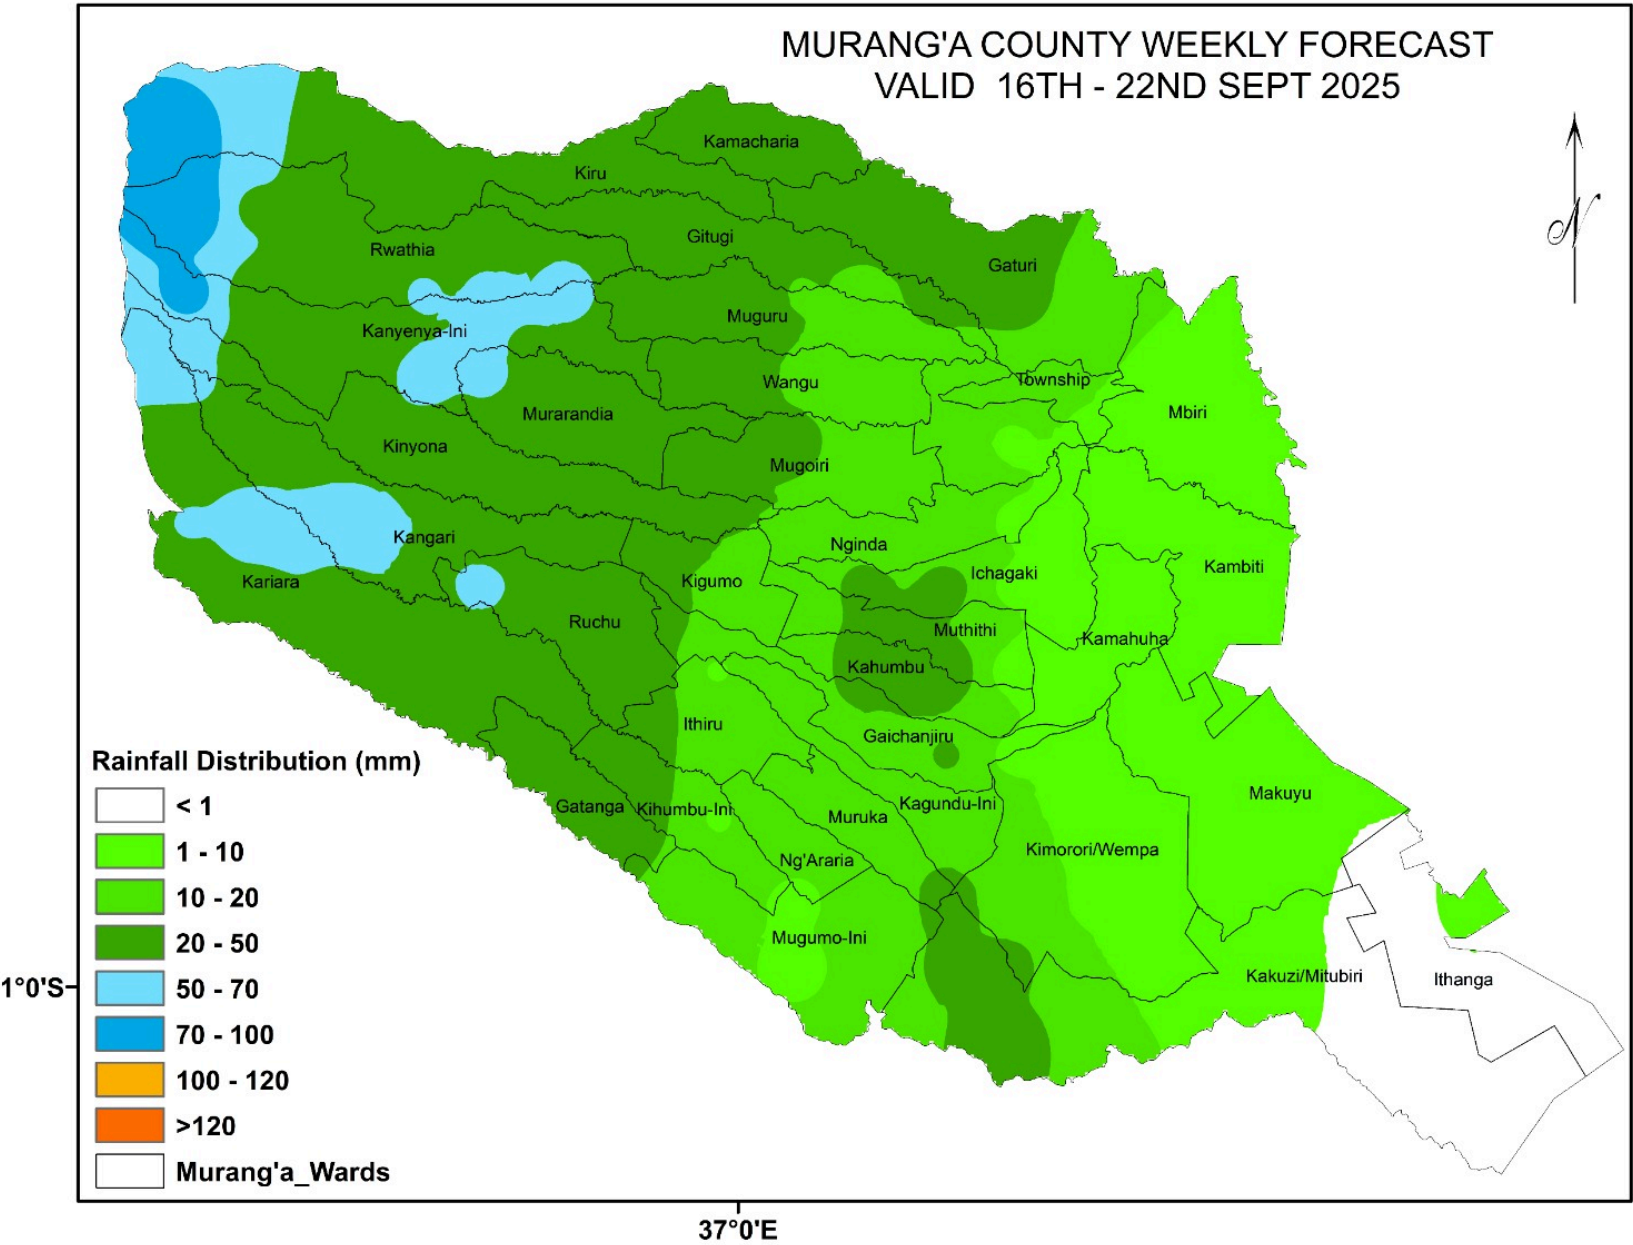 MURANG'A COUNTY WEEKLY FORECAST
VALID 16TH - 22ND SEPT 2025
N
Kamacharia
Kiru
Gitugi
Rwathia
Gaturi
Muguru
Kanyenya-Ini
Wangu
Township
Mbiri
Murarandia
Kinyona
Mugoiri
Kangari
Nginda
Kambiti
Ichagaki
Kigumo
Kariara
Ruchu
Muthithi
Kamahuha
Kahumbu
Ithiru
Gaichanjiru
Makuyu
Gatanga
Kihumbu-Ini
Kagundu-Ini
Muruka
Kimorori/Wempa
Ng'Araria
Mugumo-Ini
Kakuzi/Mitubiri
Ithanga
Rainfall Distribution (mm)
< 1
1 - 10
10 - 20
20 - 50
50 - 70
70 - 100
100 - 120
>120
Murang'a_Wards
1°0'S
37°0'E